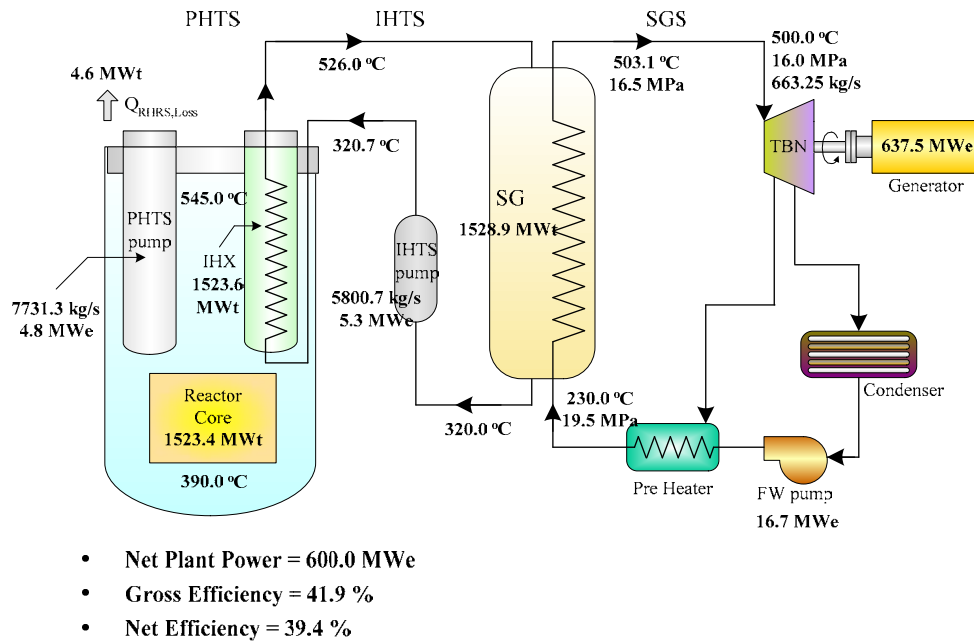 PHTS
IHTS
SGS
4.6 MWt
Q_RHRS,Loss
526.0 ºC
503.1 ºC
16.5 MPa
500.0 ºC
16.0 MPa
663.25 kg/s
320.7 ºC
TBN
637.5 MWe
Generator
545.0 ºC
PHTS
pump
IHX
1523.6
MWt
SG
1528.9 MWt
IHTS
pump
5800.7 kg/s
5.3 MWe
7731.3 kg/s
4.8 MWe
Reactor
Core
1523.4 MWt
390.0 ºC
320.0 ºC
230.0 ºC
19.5 MPa
Condenser
Pre Heater
FW pump
16.7 MWe
• Net Plant Power = 600.0 MWe
• Gross Efficiency = 41.9 %
• Net Efficiency = 39.4 %